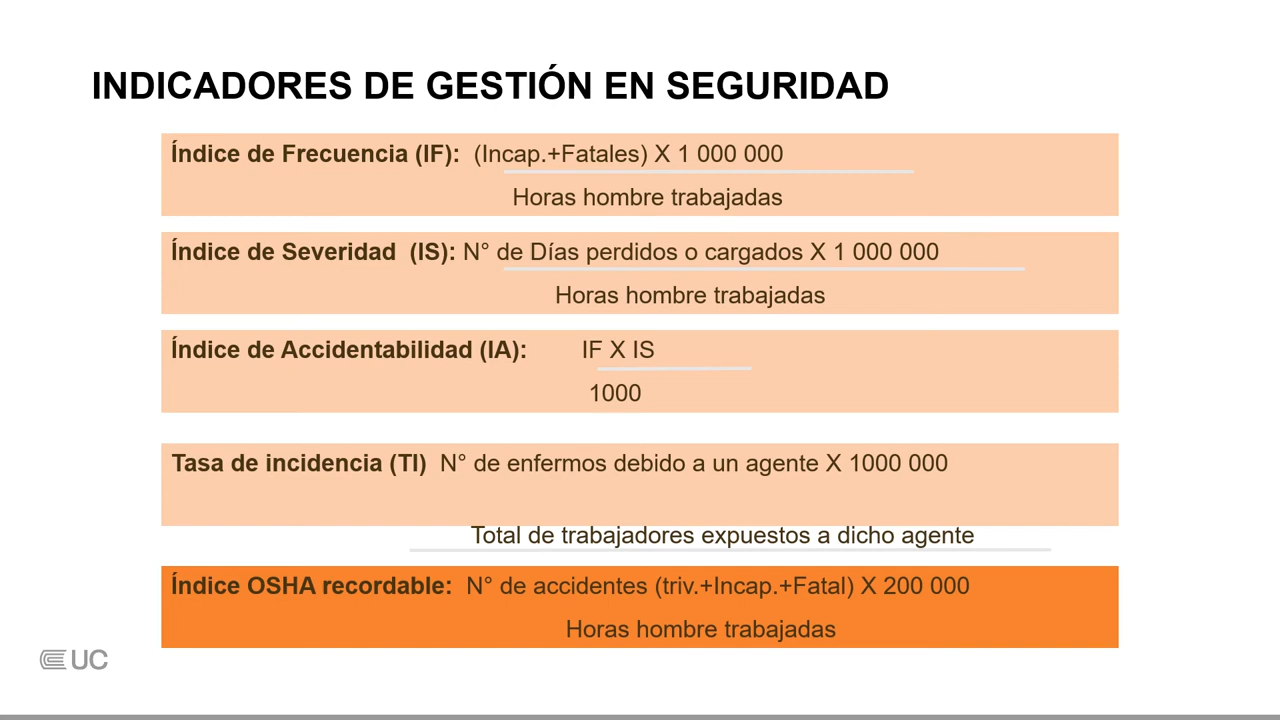 INDICADORES DE GESTIÓN EN SEGURIDAD
Índice de Frecuencia (IF): (Incap.+Fatales) X 1 000 000
Horas hombre trabajadas
Índice de Severidad (IS): N° de Días perdidos o cargados X 1 000 000
Horas hombre trabajadas
Índice de Accidentabilidad (IA): IF X IS
1000
Tasa de incidencia (TI) N° de enfermos debido a un agente X 1000 000
Total de trabajadores expuestos a dicho agente
Índice OSHA recordable: N° de accidentes (triv.+Incap.+Fatal) X 200 000
Horas hombre trabajadas
UC